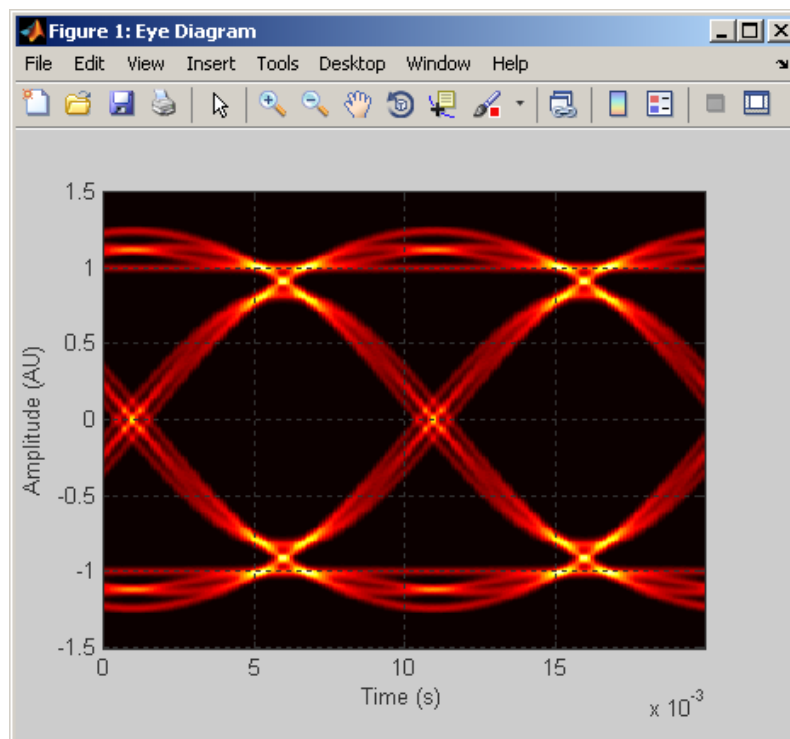 Figure 1: Eye Diagram
File Edit View Insert Tools Desktop Window Help
1.5
1
0.5
0
-0.5
-1
-1.5
Amplitude (AU)
0 5 10 15
Time (s)
x 10^-3